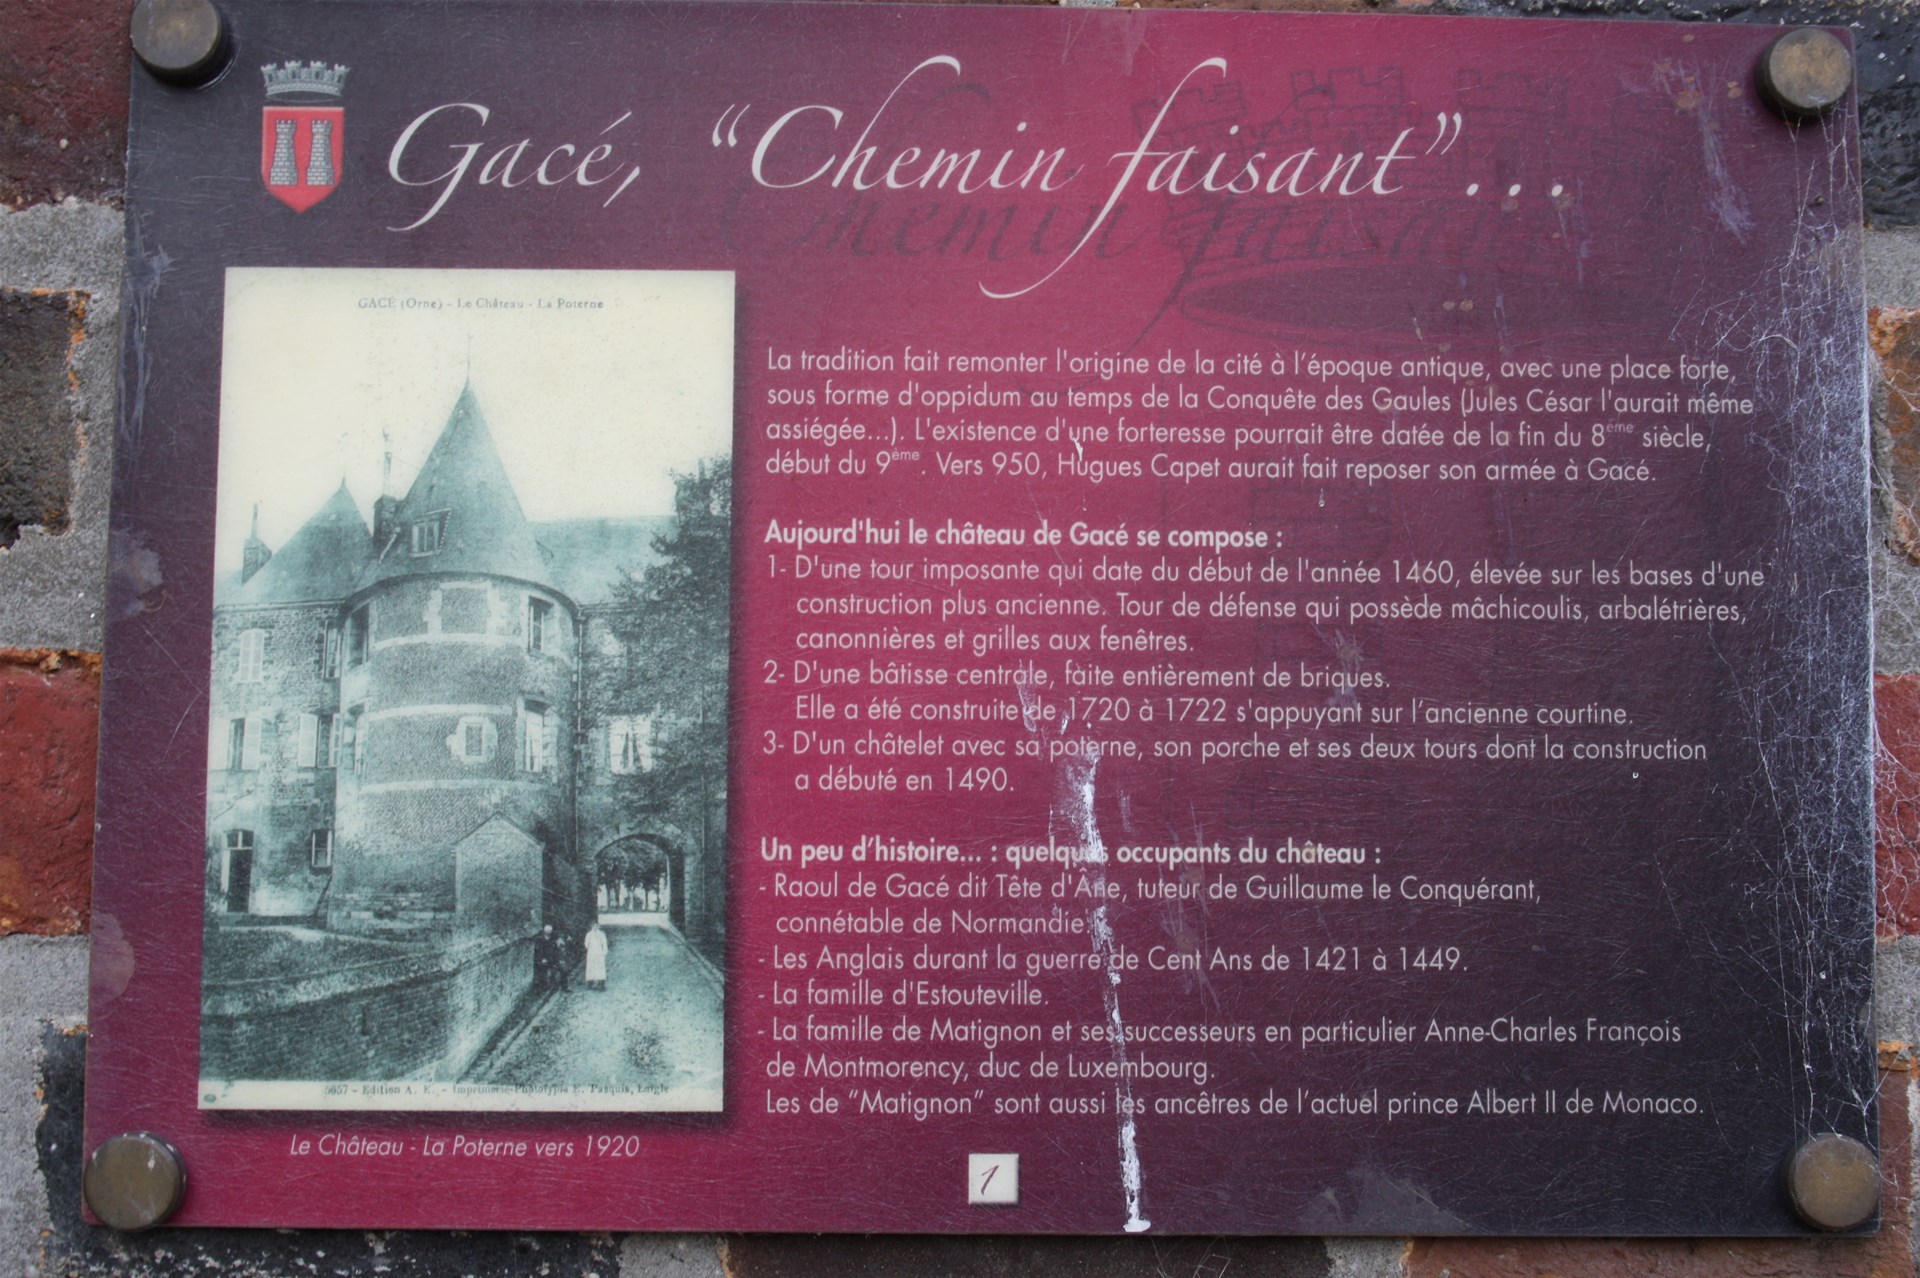 Gacé, “Chemin faisant”...
GACÉ (Orne) - Le Château - La Poterne
La tradition fait remonter l'origine de la cité à l’époque antique, avec une place forte,
sous forme d'oppidum au temps de la Conquête des Gaules (Jules César l'aurait même
assiégée...). L'existence d'une forteresse pourrait être datée de la fin du 8ème siècle,
début du 9ème. Vers 950, Hugues Capet aurait fait reposer son armée à Gacé.
Aujourd'hui le château de Gacé se compose :
1- D'une tour imposante qui date du début de l'année 1460, élevée sur les bases d'une
construction plus ancienne. Tour de défense qui possède mâchicoulis, arbalétrières,
canonnières et grilles aux fenêtres.
2- D'une bâtisse centrale, faite entièrement de briques.
Elle a été construite de 1720 à 1722 s'appuyant sur l’ancienne courtine.
3- D'un châtelet avec sa poterne, son porche et ses deux tours dont la construction
a débuté en 1490.
Un peu d’histoire... : quelques occupants du château :
- Raoul de Gacé dit Tête d'Âne, tuteur de Guillaume le Conquérant,
connétable de Normandie.
- Les Anglais durant la guerre de Cent Ans de 1421 à 1449.
- La famille d'Estouteville.
- La famille de Matignon et ses successeurs en particulier Anne-Charles François
de Montmorency, duc de Luxembourg.
Les de “Matignon” sont aussi les ancêtres de l’actuel prince Albert II de Monaco.
5657 - Edition A. E. - Imprimerie-Phototypie E. Pasquis, Laigle
Le Château - La Poterne vers 1920
1